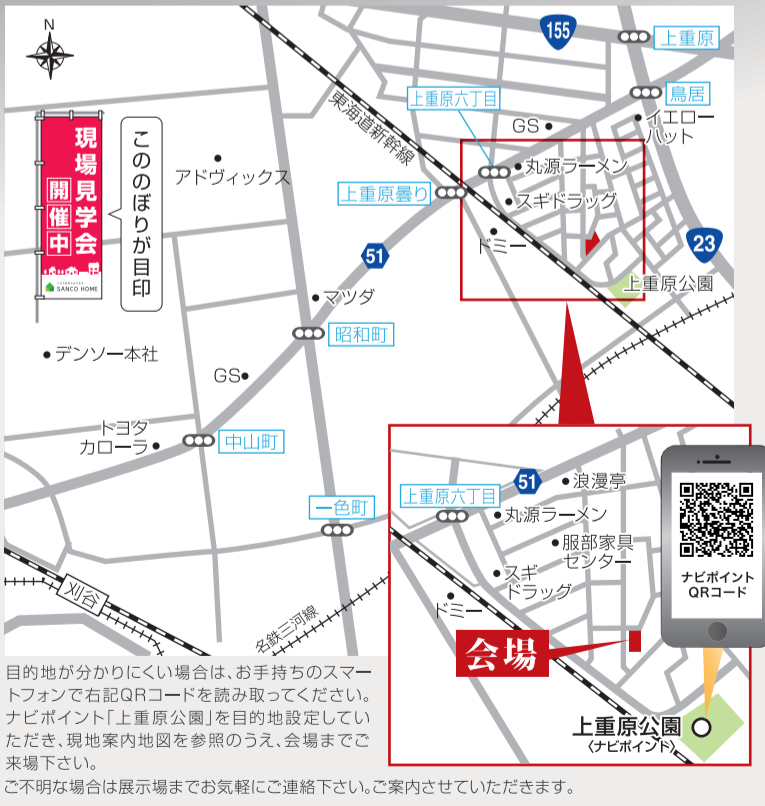 N
155
上重原
鳥居
イエロー
ハット
上重原六丁目
GS
丸源ラーメン
スギドラッグ
東海道新幹線
上重原曇り
ドミー
23
上重原公園
51
アドヴィックス
現場見学会
開催中
SANCO HOME
こののぼりが目印
マツダ
昭和町
デンソー本社
GS
トヨタ
カローラ
中山町
一色町
刈谷
名鉄三河線
51
上重原六丁目
浪漫亭
丸源ラーメン
服部家具
センター
スギ
ドラッグ
ドミー
会場
ナビポイント
QRコード
上重原公園
〈ナビポイント〉
目的地が分かりにくい場合は、お手持ちのスマー
トフォンで右記QRコードを読み取ってください。
ナビポイント「上重原公園」を目的地設定してい
ただき、現地案内地図を参照のうえ、会場までご
来場下さい。
ご不明な場合は展示場までお気軽にご連絡下さい。ご案内させていただきます。